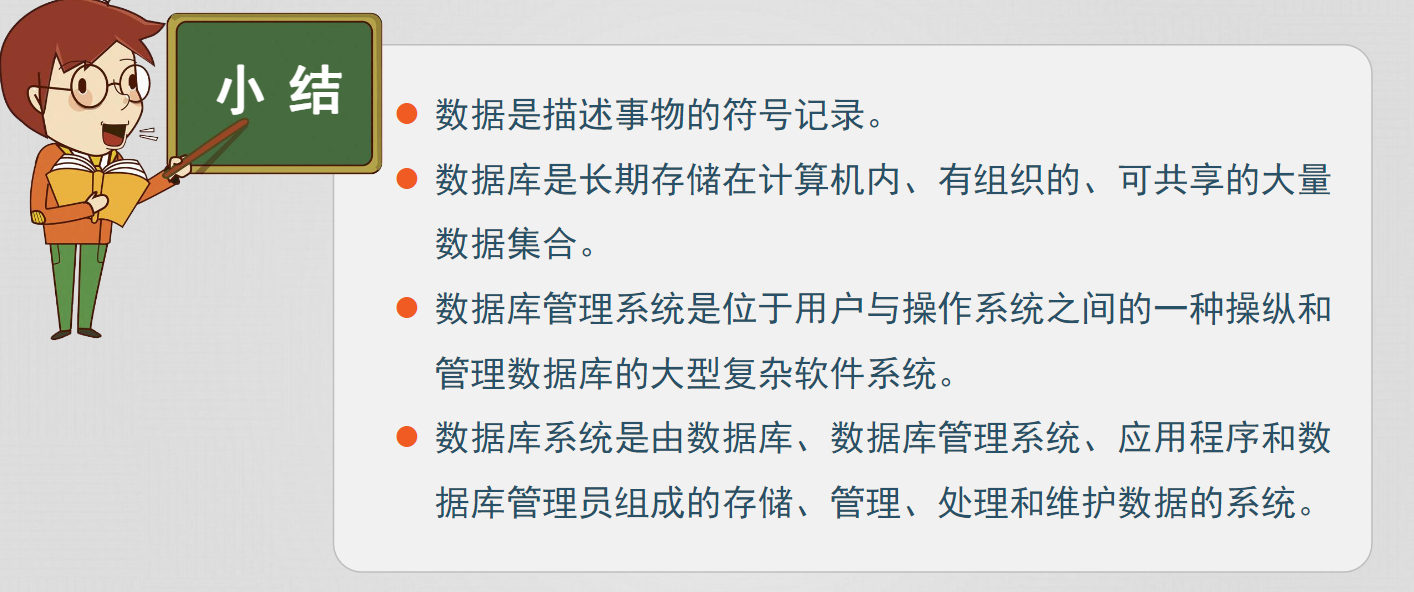 小 结
数据是描述事物的符号记录。
数据库是长期存储在计算机内、有组织的、可共享的大量
数据集合。
数据库管理系统是位于用户与操作系统之间的一种操纵和
管理数据库的大型复杂软件系统。
数据库系统是由数据库、数据库管理系统、应用程序和数
据库管理员组成的存储、管理、处理和维护数据的系统。